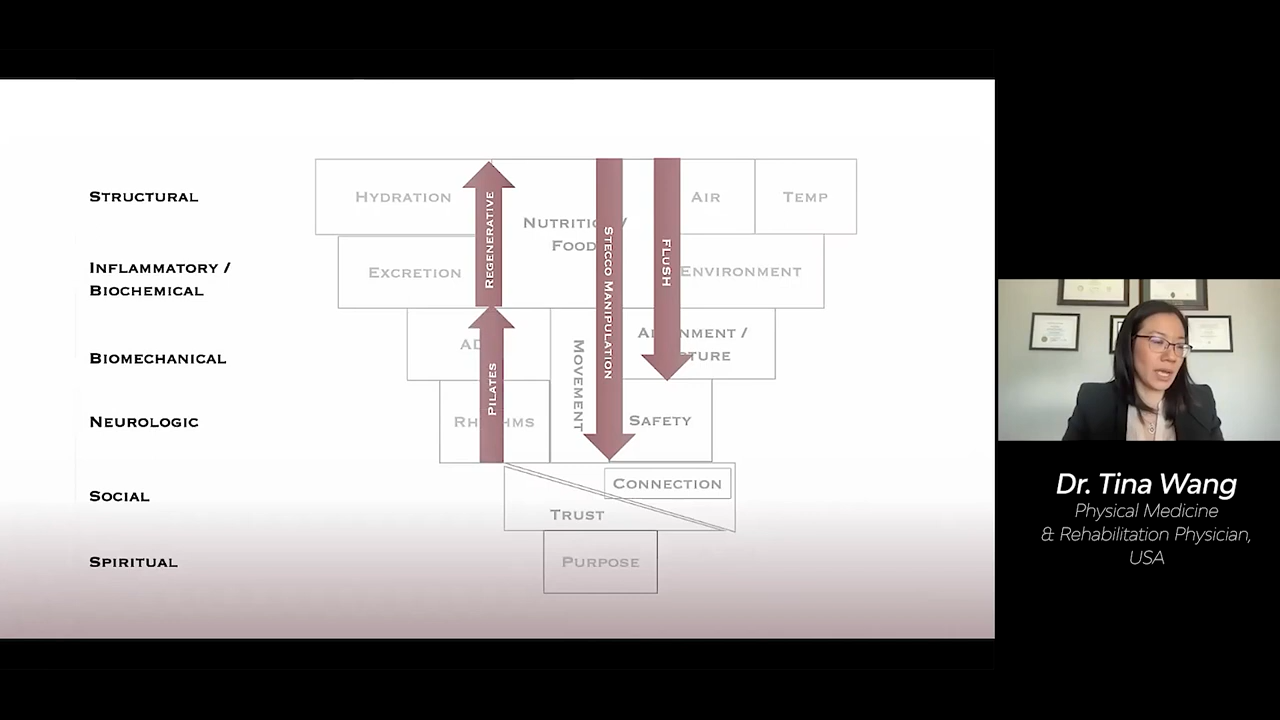 STRUCTURAL
HYDRATION
AIR
TEMP
NUTRITION /
FOOD
REGENERATIVE
STECCO MANIPULATION
FLUSH
INFLAMMATORY /
BIOCHEMICAL
EXCRETION
ENVIRONMENT
BIOMECHANICAL
MOVEMENT
ALIGNMENT /
PILATES
NEUROLOGIC
RHYTHMS
SAFETY
SOCIAL
CONNECTION
TRUST
SPIRITUAL
PURPOSE
Dr. Tina Wang
Physical Medicine
& Rehabilitation Physician,
USA